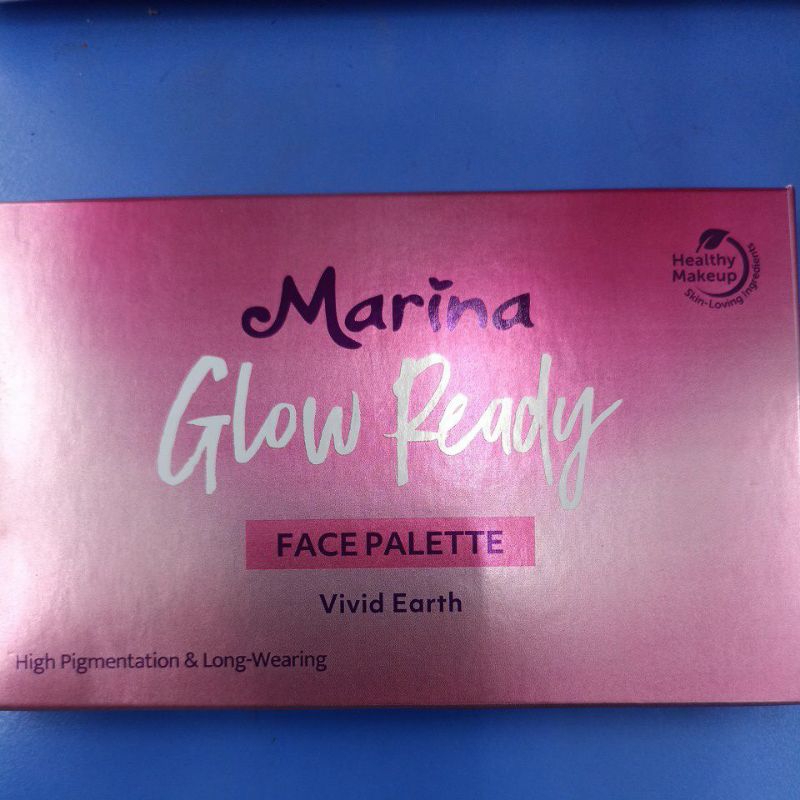 Healthy
Makeup
Skin-Loving Ingredients
Marina
Glow Ready
FACE PALETTE
Vivid Earth
High Pigmentation & Long-Wearing